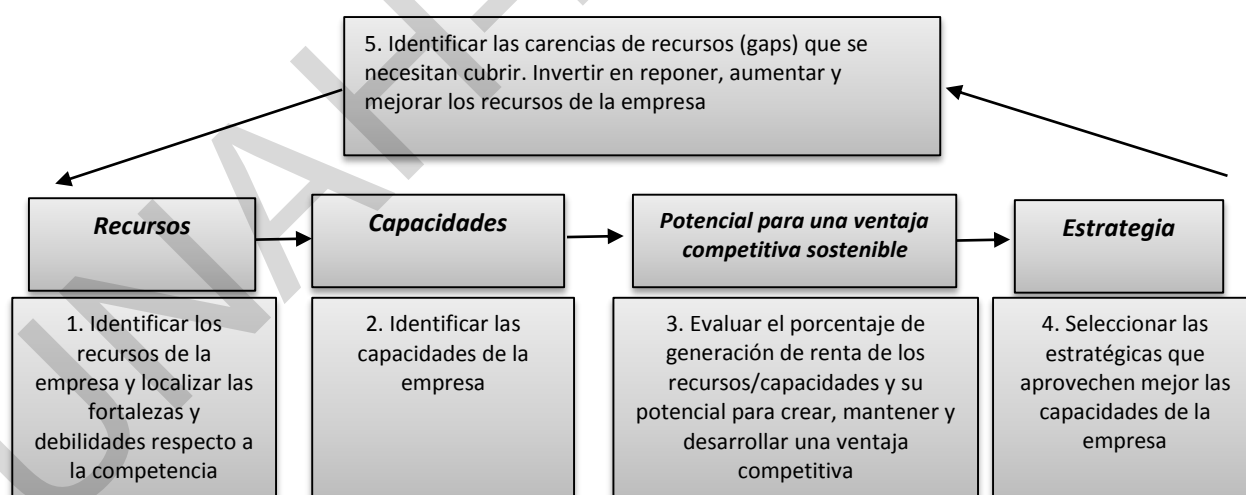 5. Identificar las carencias de recursos (gaps) que se
necesitan cubrir. Invertir en reponer, aumentar y
mejorar los recursos de la empresa
Recursos
Capacidades
Potencial para una ventaja
competitiva sostenible
Estrategia
1. Identificar los
recursos de la
empresa y localizar las
fortalezas y
debilidades respecto a
la competencia
2. Identificar las
capacidades de la
empresa
3. Evaluar el porcentaje de
generación de renta de los
recursos/capacidades y su
potencial para crear, mantener y
desarrollar una ventaja
competitiva
4. Seleccionar las
estratégicas que
aprovechen mejor las
capacidades de la
empresa
UNAH-